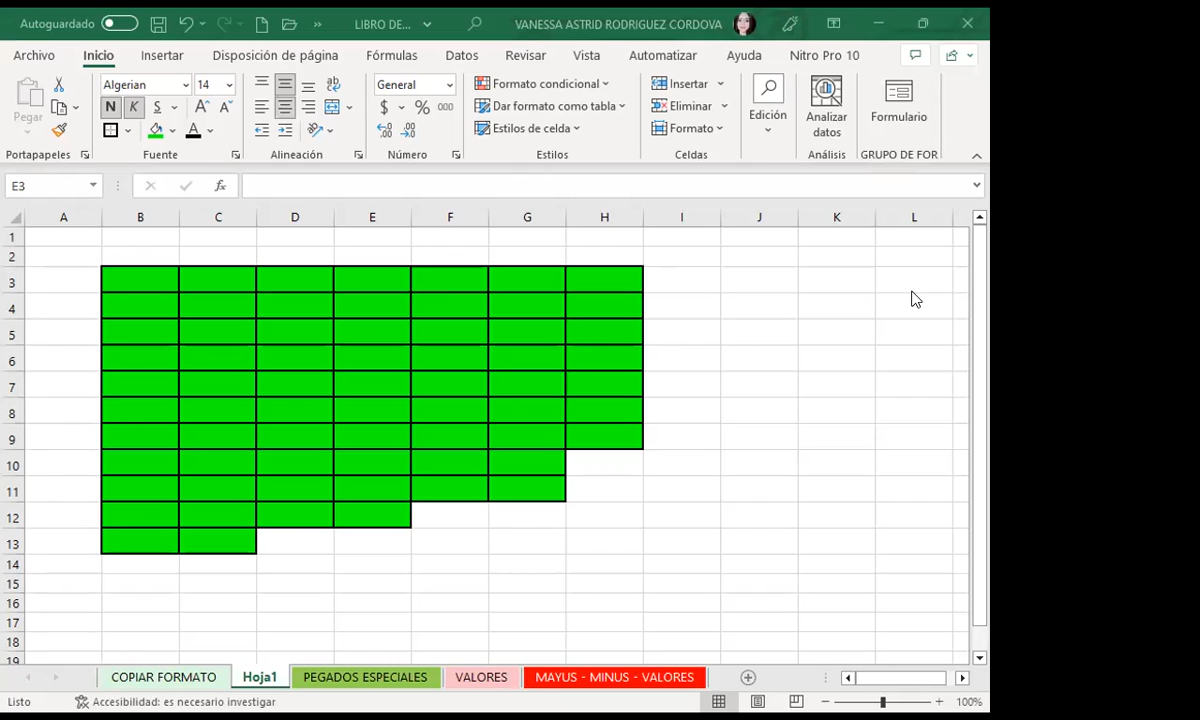 Autoguardado LIBRO DE... VANESSA ASTRID RODRIGUEZ CORDOVA
Archivo Inicio Insertar Disposición de página Fórmulas Datos Revisar Vista Automatizar Ayuda Nitro Pro 10
Pegar
Algerian 14
N K S A A
A
ab
General
$ % 000
Formato condicional
Dar formato como tabla
Estilos de celda
Insertar
Eliminar
Formato
Edición
Analizar datos
Formulario
Portapapeles Fuente Alineación Número Estilos Celdas Análisis GRUPO DE FOR
E3 fx
A B C D E F G H I J K L
1
2
3
4
5
6
7
8
9
10
11
12
13
14
15
16
17
18
19
COPIAR FORMATO Hoja1 PEGADOS ESPECIALES VALORES MAYUS - MINUS - VALORES
Listo Accesibilidad: es necesario investigar 100%